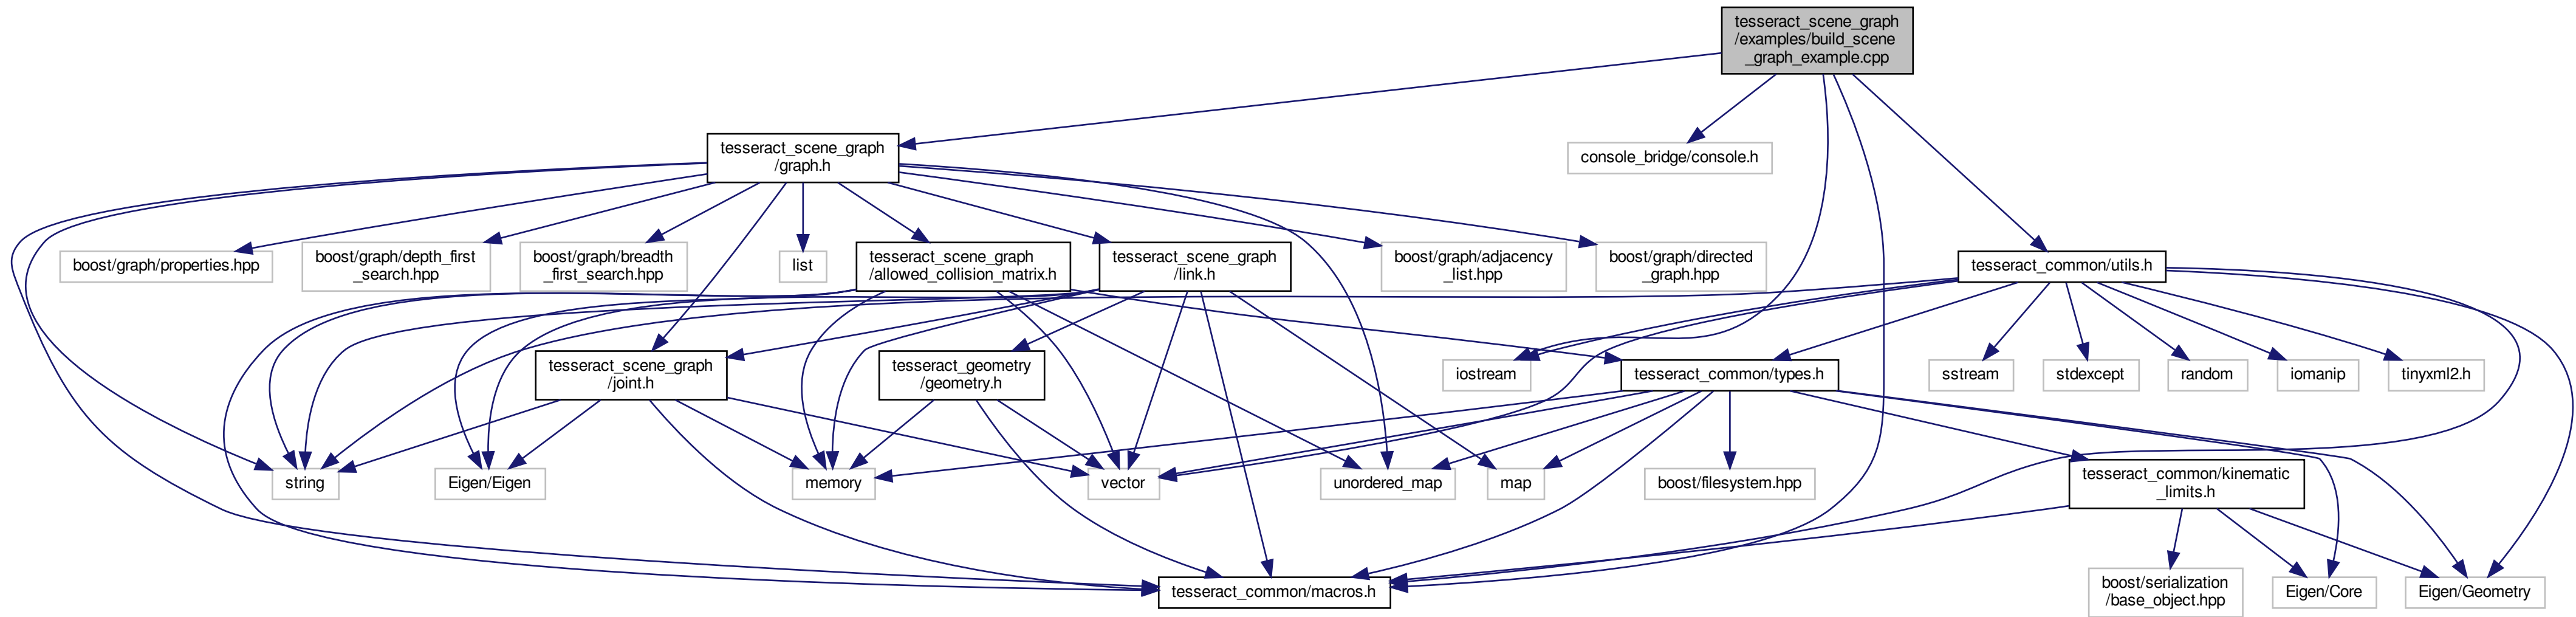 tesseract_scene_graph
/examples/build_scene
_graph_example.cpp
tesseract_scene_graph
/graph.h
console_bridge/console.h
boost/graph/properties.hpp
boost/graph/depth_first
_search.hpp
boost/graph/breadth
_first_search.hpp
list
tesseract_scene_graph
/allowed_collision_matrix.h
tesseract_scene_graph
/link.h
boost/graph/adjacency
_list.hpp
boost/graph/directed
_graph.hpp
tesseract_common/utils.h
tesseract_scene_graph
/joint.h
tesseract_geometry
/geometry.h
iostream
tesseract_common/types.h
sstream
stdexcept
random
iomanip
tinyxml2.h
string
Eigen/Eigen
memory
vector
unordered_map
map
boost/filesystem.hpp
tesseract_common/kinematic
_limits.h
tesseract_common/macros.h
boost/serialization
/base_object.hpp
Eigen/Core
Eigen/Geometry